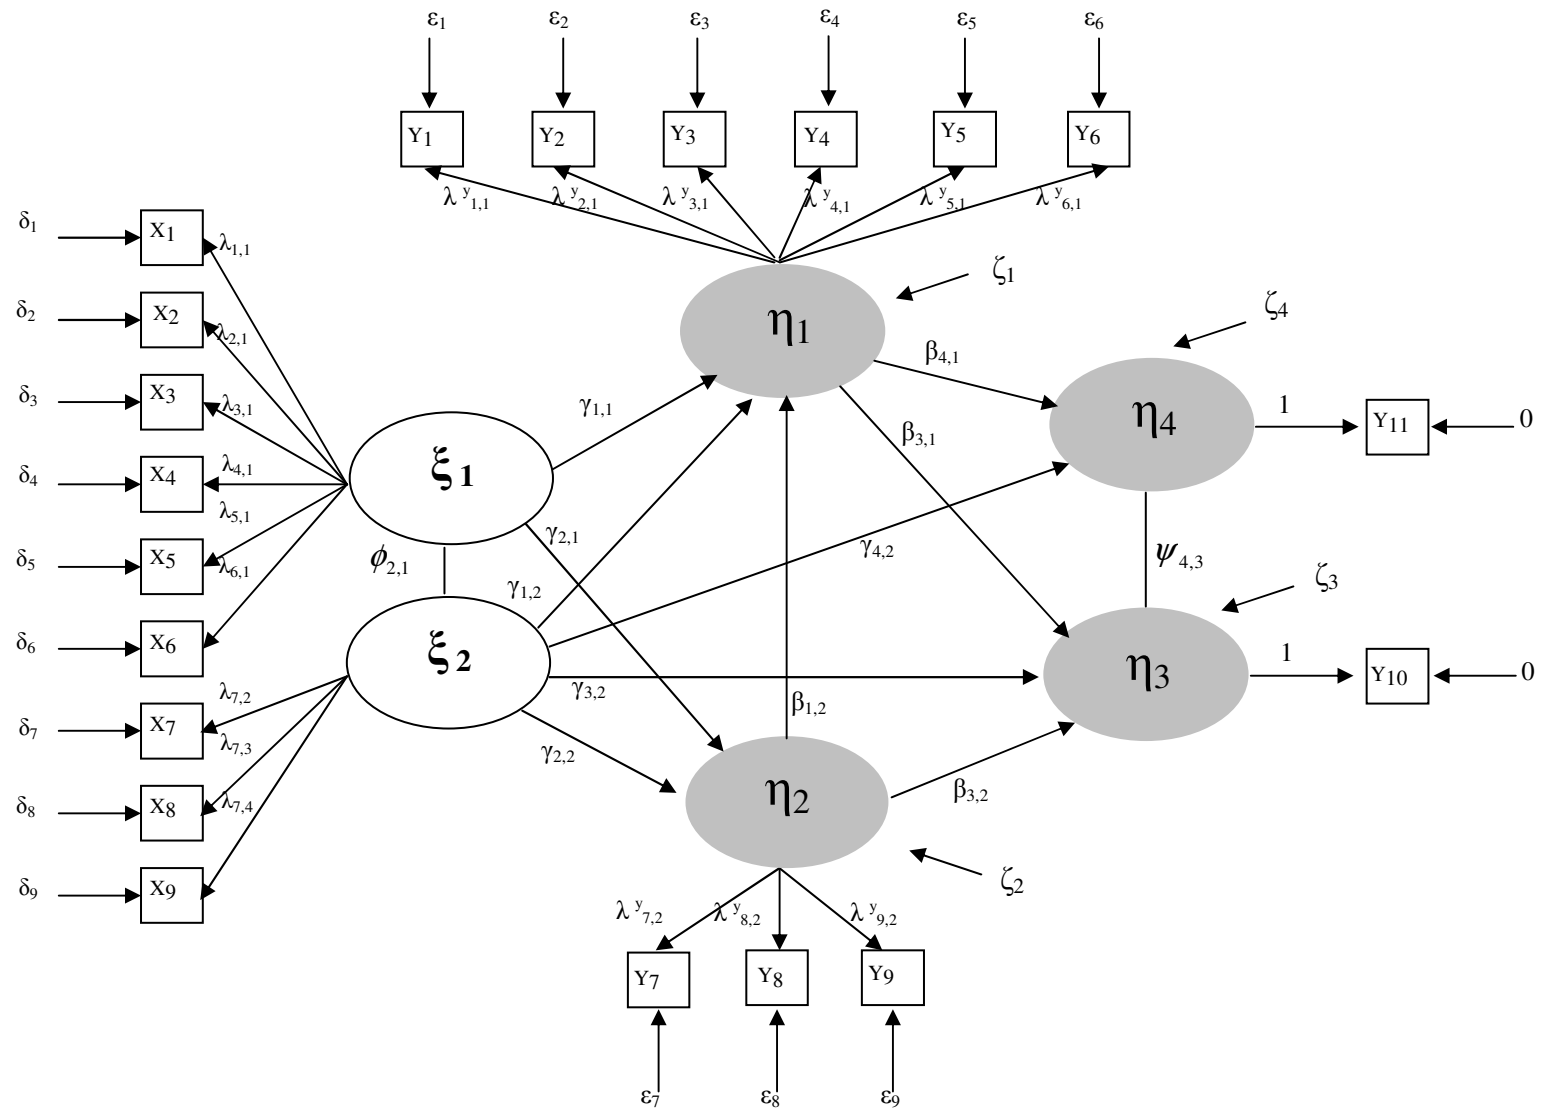 ε1 ε2 ε3 ε4 ε5 ε6
Y1 Y2 Y3 Y4 Y5 Y6
λ y1,1 λ y2,1 λ y3,1 λ y4,1 λ y5,1 λ y6,1
δ1 X1 λ1,1
ζ1
η1
ζ4
δ2 X2 λ2,1
β4,1
δ3 X3 λ3,1
γ1,1
η4
1
Y11
0
β3,1
δ4 X4 λ4,1
ξ1
λ5,1
γ2,1
γ4,2
δ5 X5 λ6,1
ϕ2,1
ψ4,3
γ1,2
ζ3
δ6 X6
ξ2
η3
1
Y10
0
λ7,2
γ3,2
β1,2
δ7 X7
λ7,3
γ2,2
η2
β3,2
δ8 X8 λ7,4
δ9 X9
ζ2
λ y7,2 λ y8,2 λ y9,2
Y7 Y8 Y9
ε7 ε8 ε9